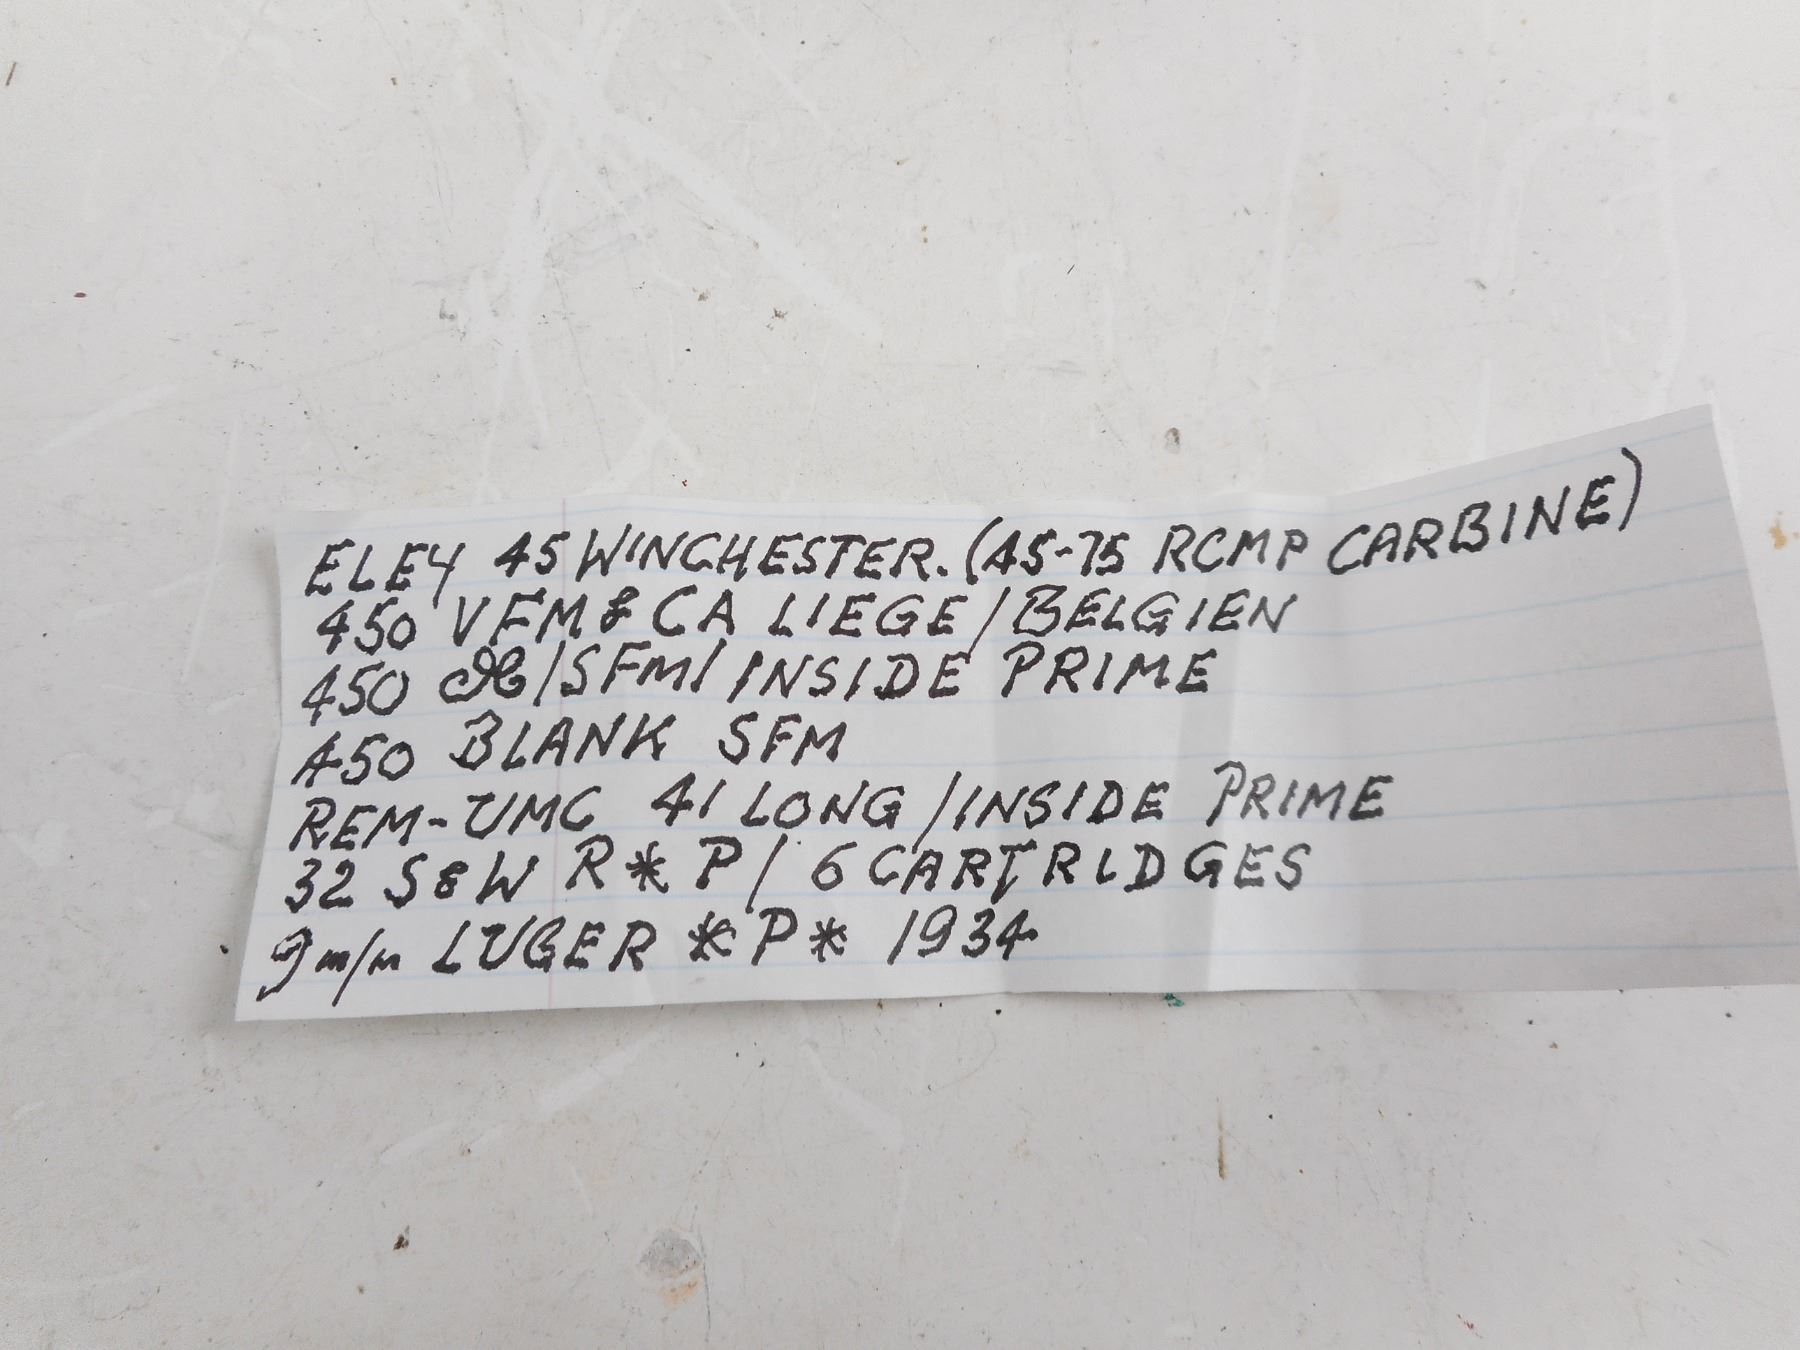 ELEY 45 WINCHESTER. (45-75 RCMP CARBINE)
450 VFM & CA LIEGE / BELGIEN
450 /SFM/ INSIDE PRIME
450 BLANK SFM
REM-UMC 41 LONG / INSIDE PRIME
32 S&W R*P / 6 CARTRIDGES
9m/m LUGER *P* 1934